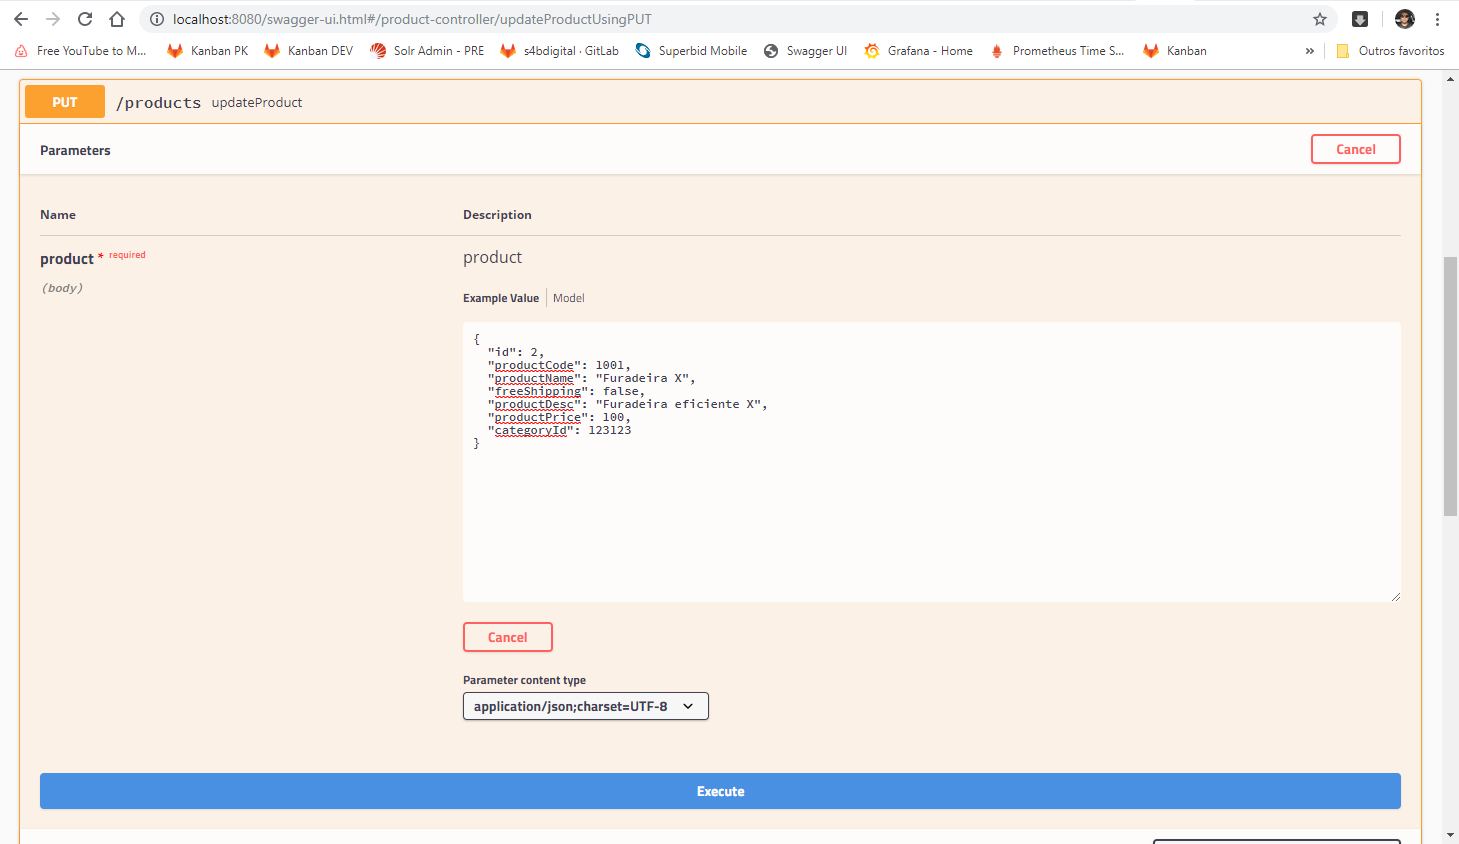 localhost:8080/swagger-ui.html#/product-controller/updateProductUsingPUT
Free YouTube to M... Kanban PK Kanban DEV Solr Admin - PRE s4bdigital · GitLab Superbid Mobile Swagger UI Grafana - Home Prometheus Time S... Kanban » Outros favoritos
PUT /products updateProduct
Parameters Cancel
Name Description
product * required product
(body)
Example Value Model
{
"id": 2,
"productCode": 1001,
"productName": "Furadeira X",
"freeShipping": false,
"productDesc": "Furadeira eficiente X",
"productPrice": 100,
"categoryId": 123123
}
Cancel
Parameter content type
application/json;charset=UTF-8
Execute